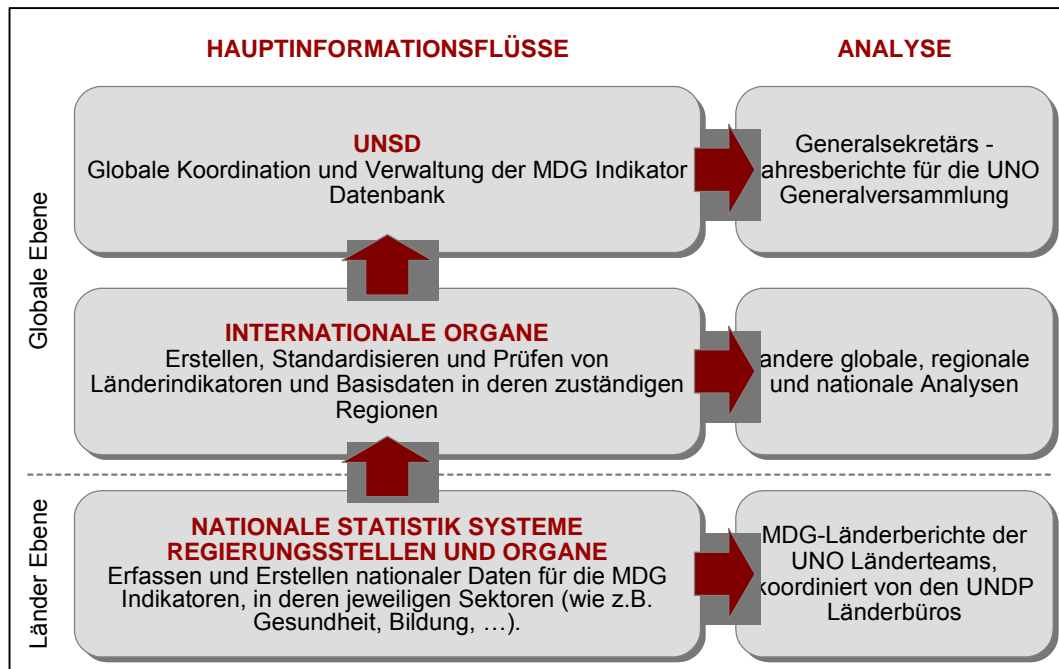 HAUPTINFORMATIONSFLÜSSE
ANALYSE
Globale Ebene
UNSD
Globale Koordination und Verwaltung der MDG Indikator
Datenbank
Generalsekretärs -
ahresberichte für die UNO
Generalversammlung
INTERNATIONALE ORGANE
Erstellen, Standardisieren und Prüfen von
Länderindikatoren und Basisdaten in deren zuständigen
Regionen
andere globale, regionale
und nationale Analysen
Länder Ebene
NATIONALE STATISTIK SYSTEME
REGIERUNGSSTELLEN UND ORGANE
Erfassen und Erstellen nationaler Daten für die MDG
Indikatoren, in deren jeweiligen Sektoren (wie z.B.
Gesundheit, Bildung, …).
MDG-Länderberichte der
UNO Länderteams,
koordiniert von den UNDP
Länderbüros